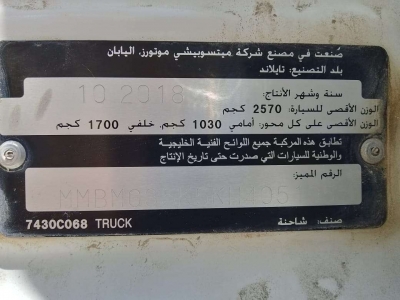 صُنعت في مصنع شركة ميتسوبيشي موتورز، اليابان
بلد التصنيع: تايلاند
سنة وشهر الأنتاج: 10 2018
الوزن الأقصى للسيارة: 2570 كجم
الوزن الأقصى على كل محور: أمامي 1030 كجم، خلفي 1700 كجم
تطابق هذه المركبة جميع اللوائح الفنية الخليجية
والوطنية للسيارات التي صدرت حتى تاريخ الإنتاج
الرقم المميز:
صنف: شاحنة 7430C068 TRUCK